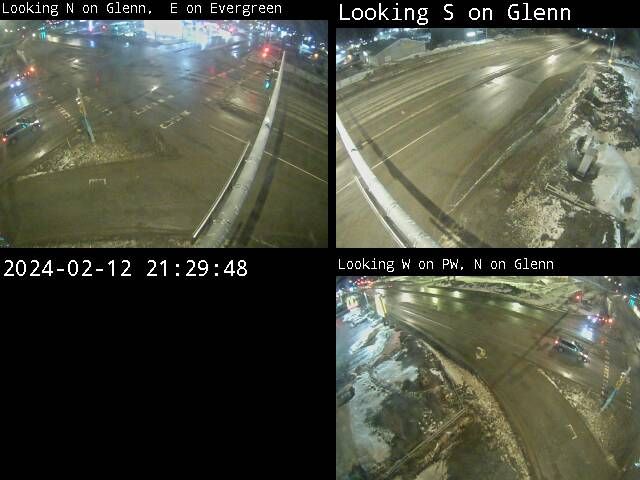 Looking N on Glenn,  E on Evergreen
Looking S on Glenn
2024-02-12 21:29:48
Looking W on PW, N on Glenn